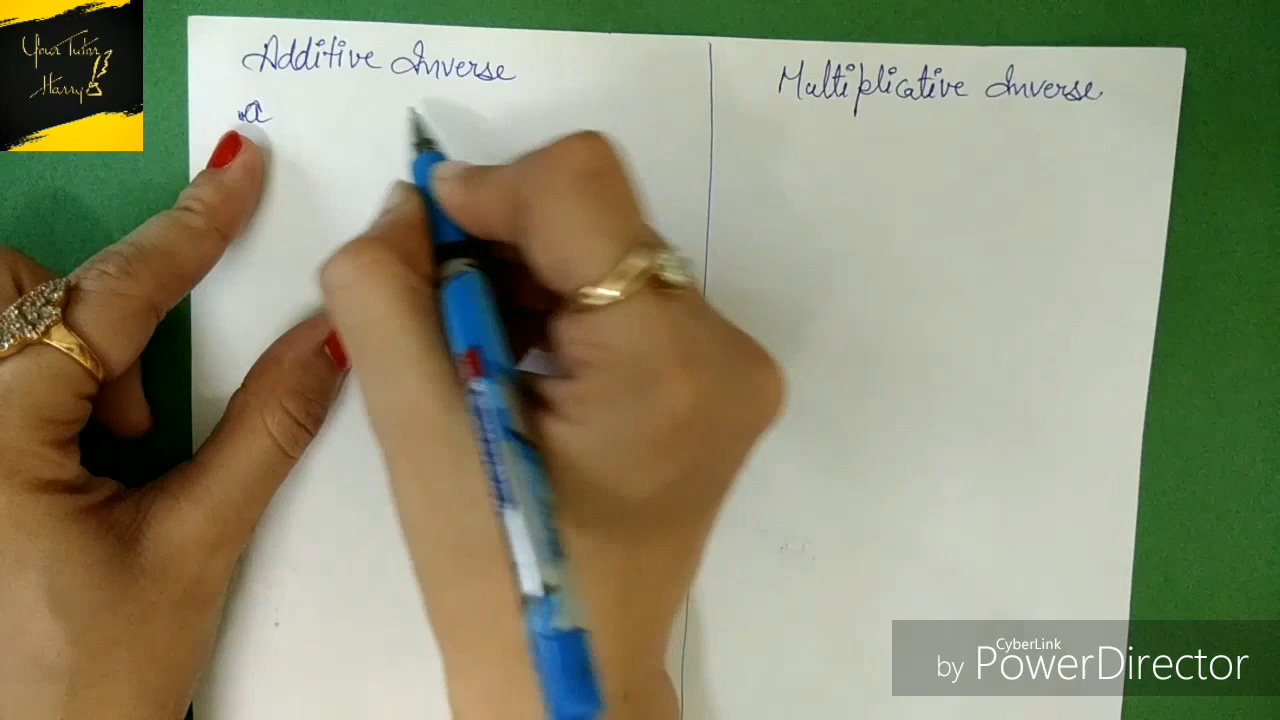 Your Tutor
Harry
Additive Inverse
Multiplicative Inverse
"a
CyberLink
by PowerDirector